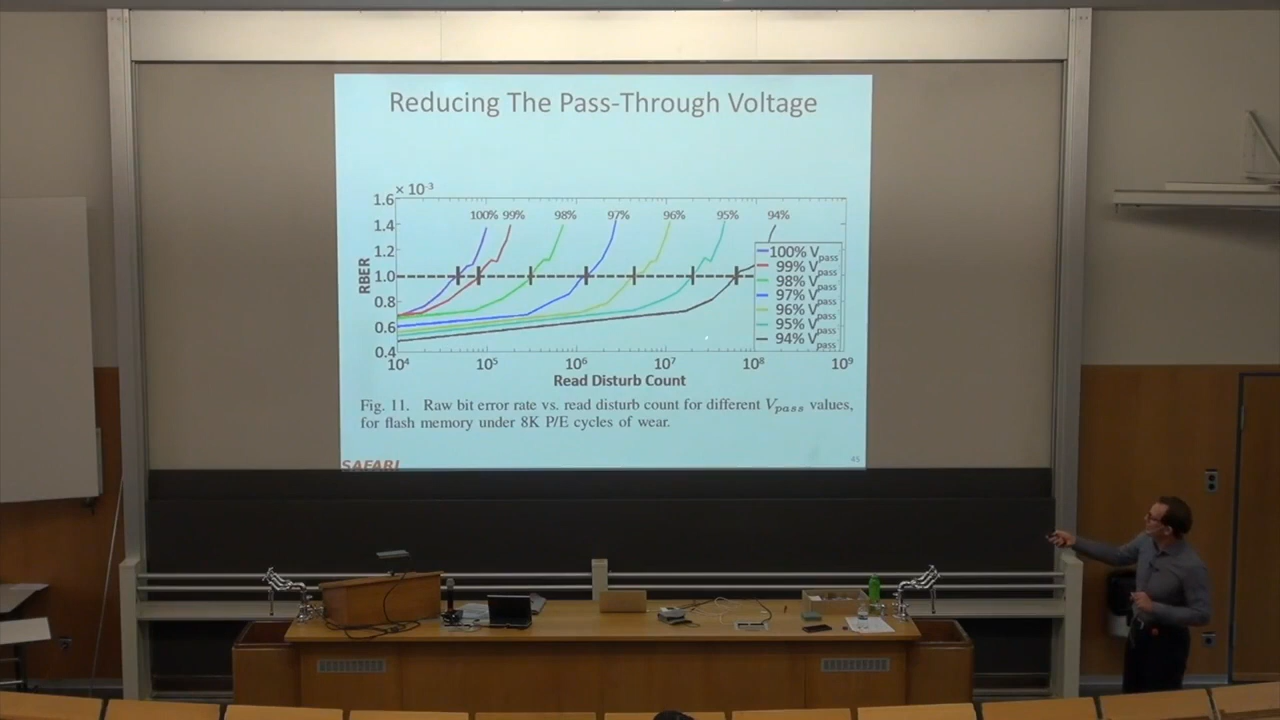 Reducing The Pass-Through Voltage
× 10-3
1.6
1.4
1.2
1.0
0.8
0.6
0.4
RBER
100% 99% 98% 97% 96% 95% 94%
100% Vpass
99% Vpass
98% Vpass
97% Vpass
96% Vpass
95% Vpass
94% Vpass
10⁴ 10⁵ 10⁶ 10⁷ 10⁸ 10⁹
Read Disturb Count
Fig. 11. Raw bit error rate vs. read disturb count for different Vpass values,
for flash memory under 8K P/E cycles of wear.
SAFARI
45